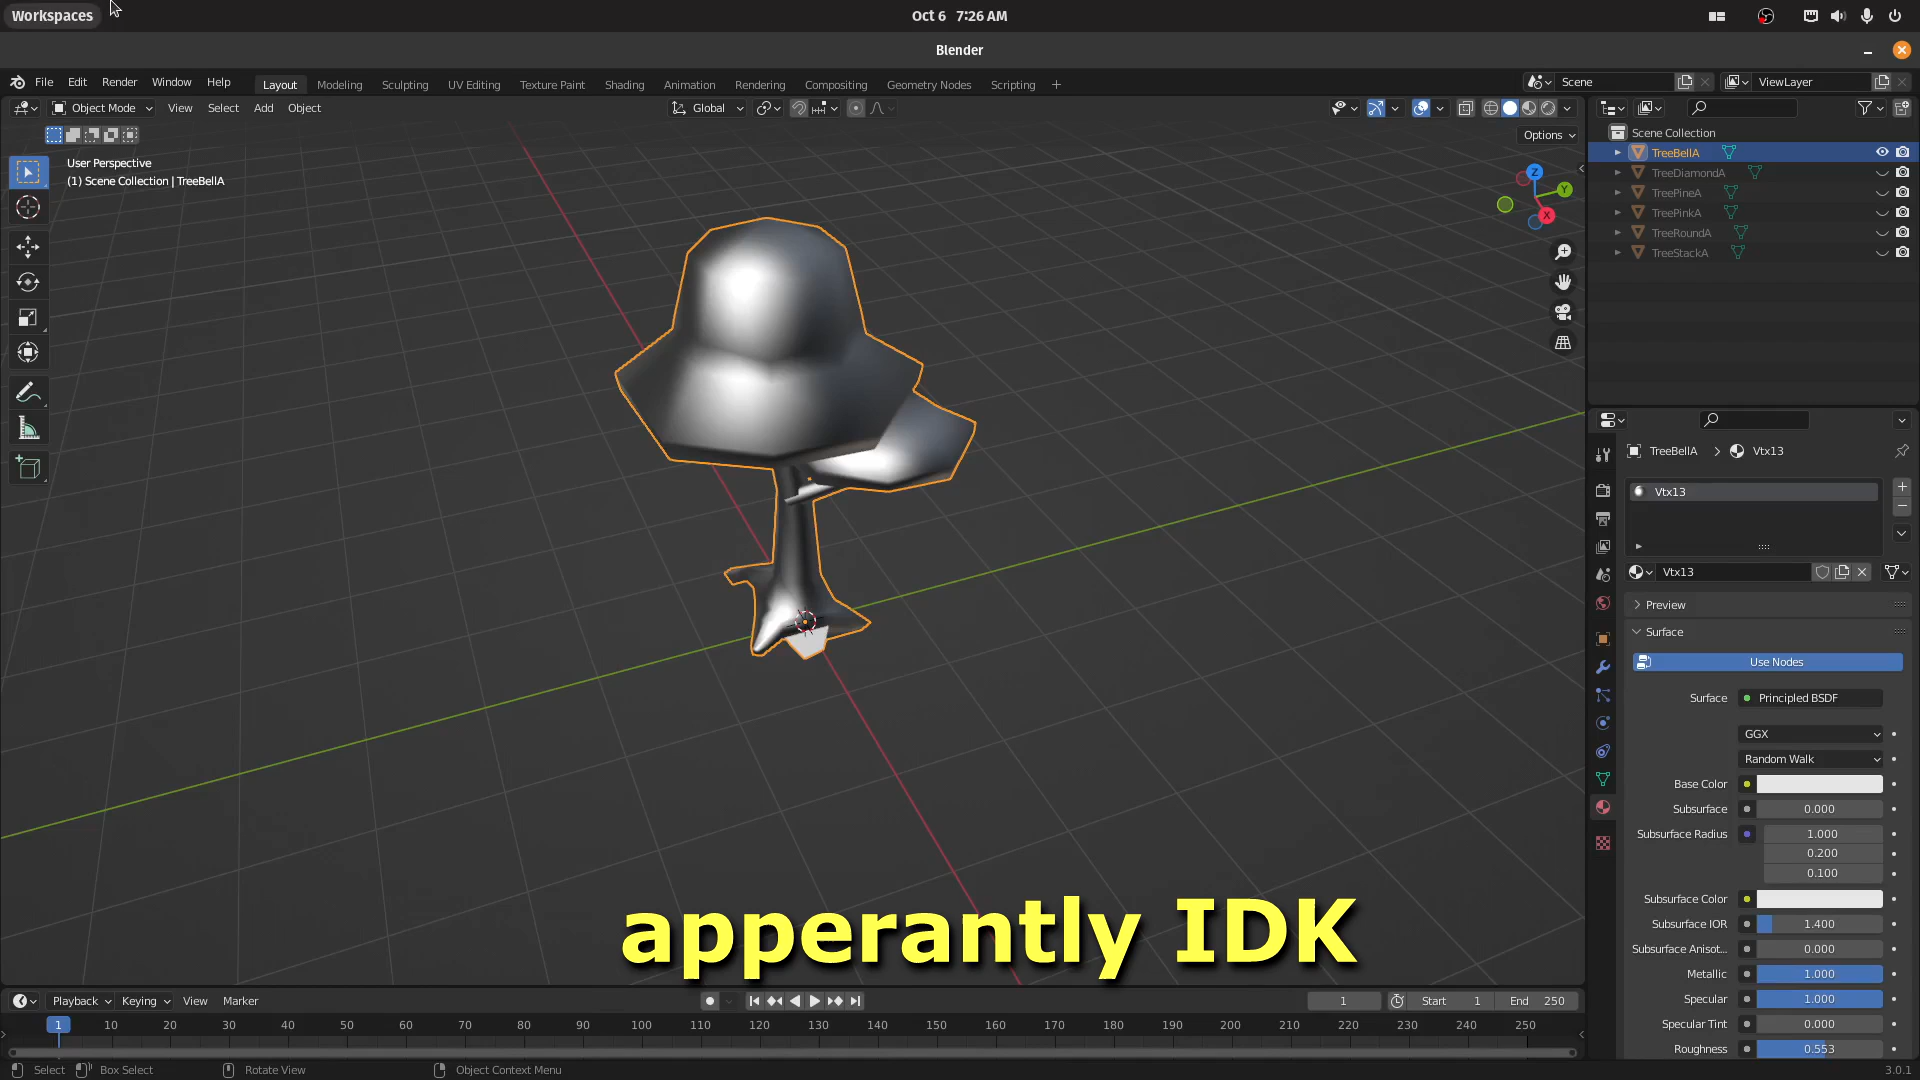 Workspaces
Oct 6 7:26 AM
Blender
File Edit Render Window Help
Layout Modeling Sculpting UV Editing Texture Paint Shading Animation Rendering Compositing Geometry Nodes Scripting +
Scene
ViewLayer
Object Mode View Select Add Object
Global
Options
User Perspective
(1) Scene Collection | TreeBellA
Z
Y
X
Scene Collection
TreeBellA
TreeDiamondA
TreePineA
TreePinkA
TreeRoundA
TreeStackA
TreeBellA > Vtx13
Vtx13
Vtx13
Preview
Surface
Use Nodes
Surface Principled BSDF
GGX
Random Walk
Base Color
Subsurface 0.000
Subsurface Radius 1.000
0.200
0.100
Subsurface Color
Subsurface IOR 1.400
Subsurface Anisot... 0.000
Metallic 1.000
Specular 1.000
Specular Tint 0.000
Roughness 0.553
apperantly IDK
Playback Keying View Marker
1 Start 1 End 250
1 10 20 30 40 50 60 70 80 90 100 110 120 130 140 150 160 170 180 190 200 210 220 230 240 250
Select Box Select Rotate View Object Context Menu
3.0.1